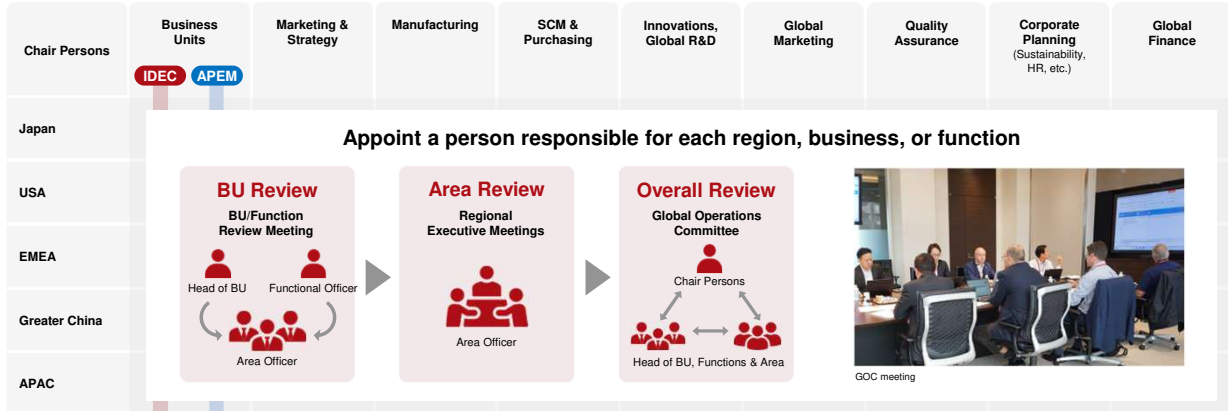 Chair Persons
Business
Units
Marketing &
Strategy
Manufacturing
SCM &
Purchasing
Innovations,
Global R&D
Global
Marketing
Quality
Assurance
Corporate
Planning
(Sustainability,
HR, etc.)
Global
Finance
IDEC
APEM
Japan
USA
EMEA
Greater China
APAC
Appoint a person responsible for each region, business, or function
BU Review
BU/Function
Review Meeting
Head of BU
Functional Officer
Area Officer
Area Review
Regional
Executive Meetings
Area Officer
Overall Review
Global Operations
Committee
Chair Persons
Head of BU, Functions & Area
GOC meeting